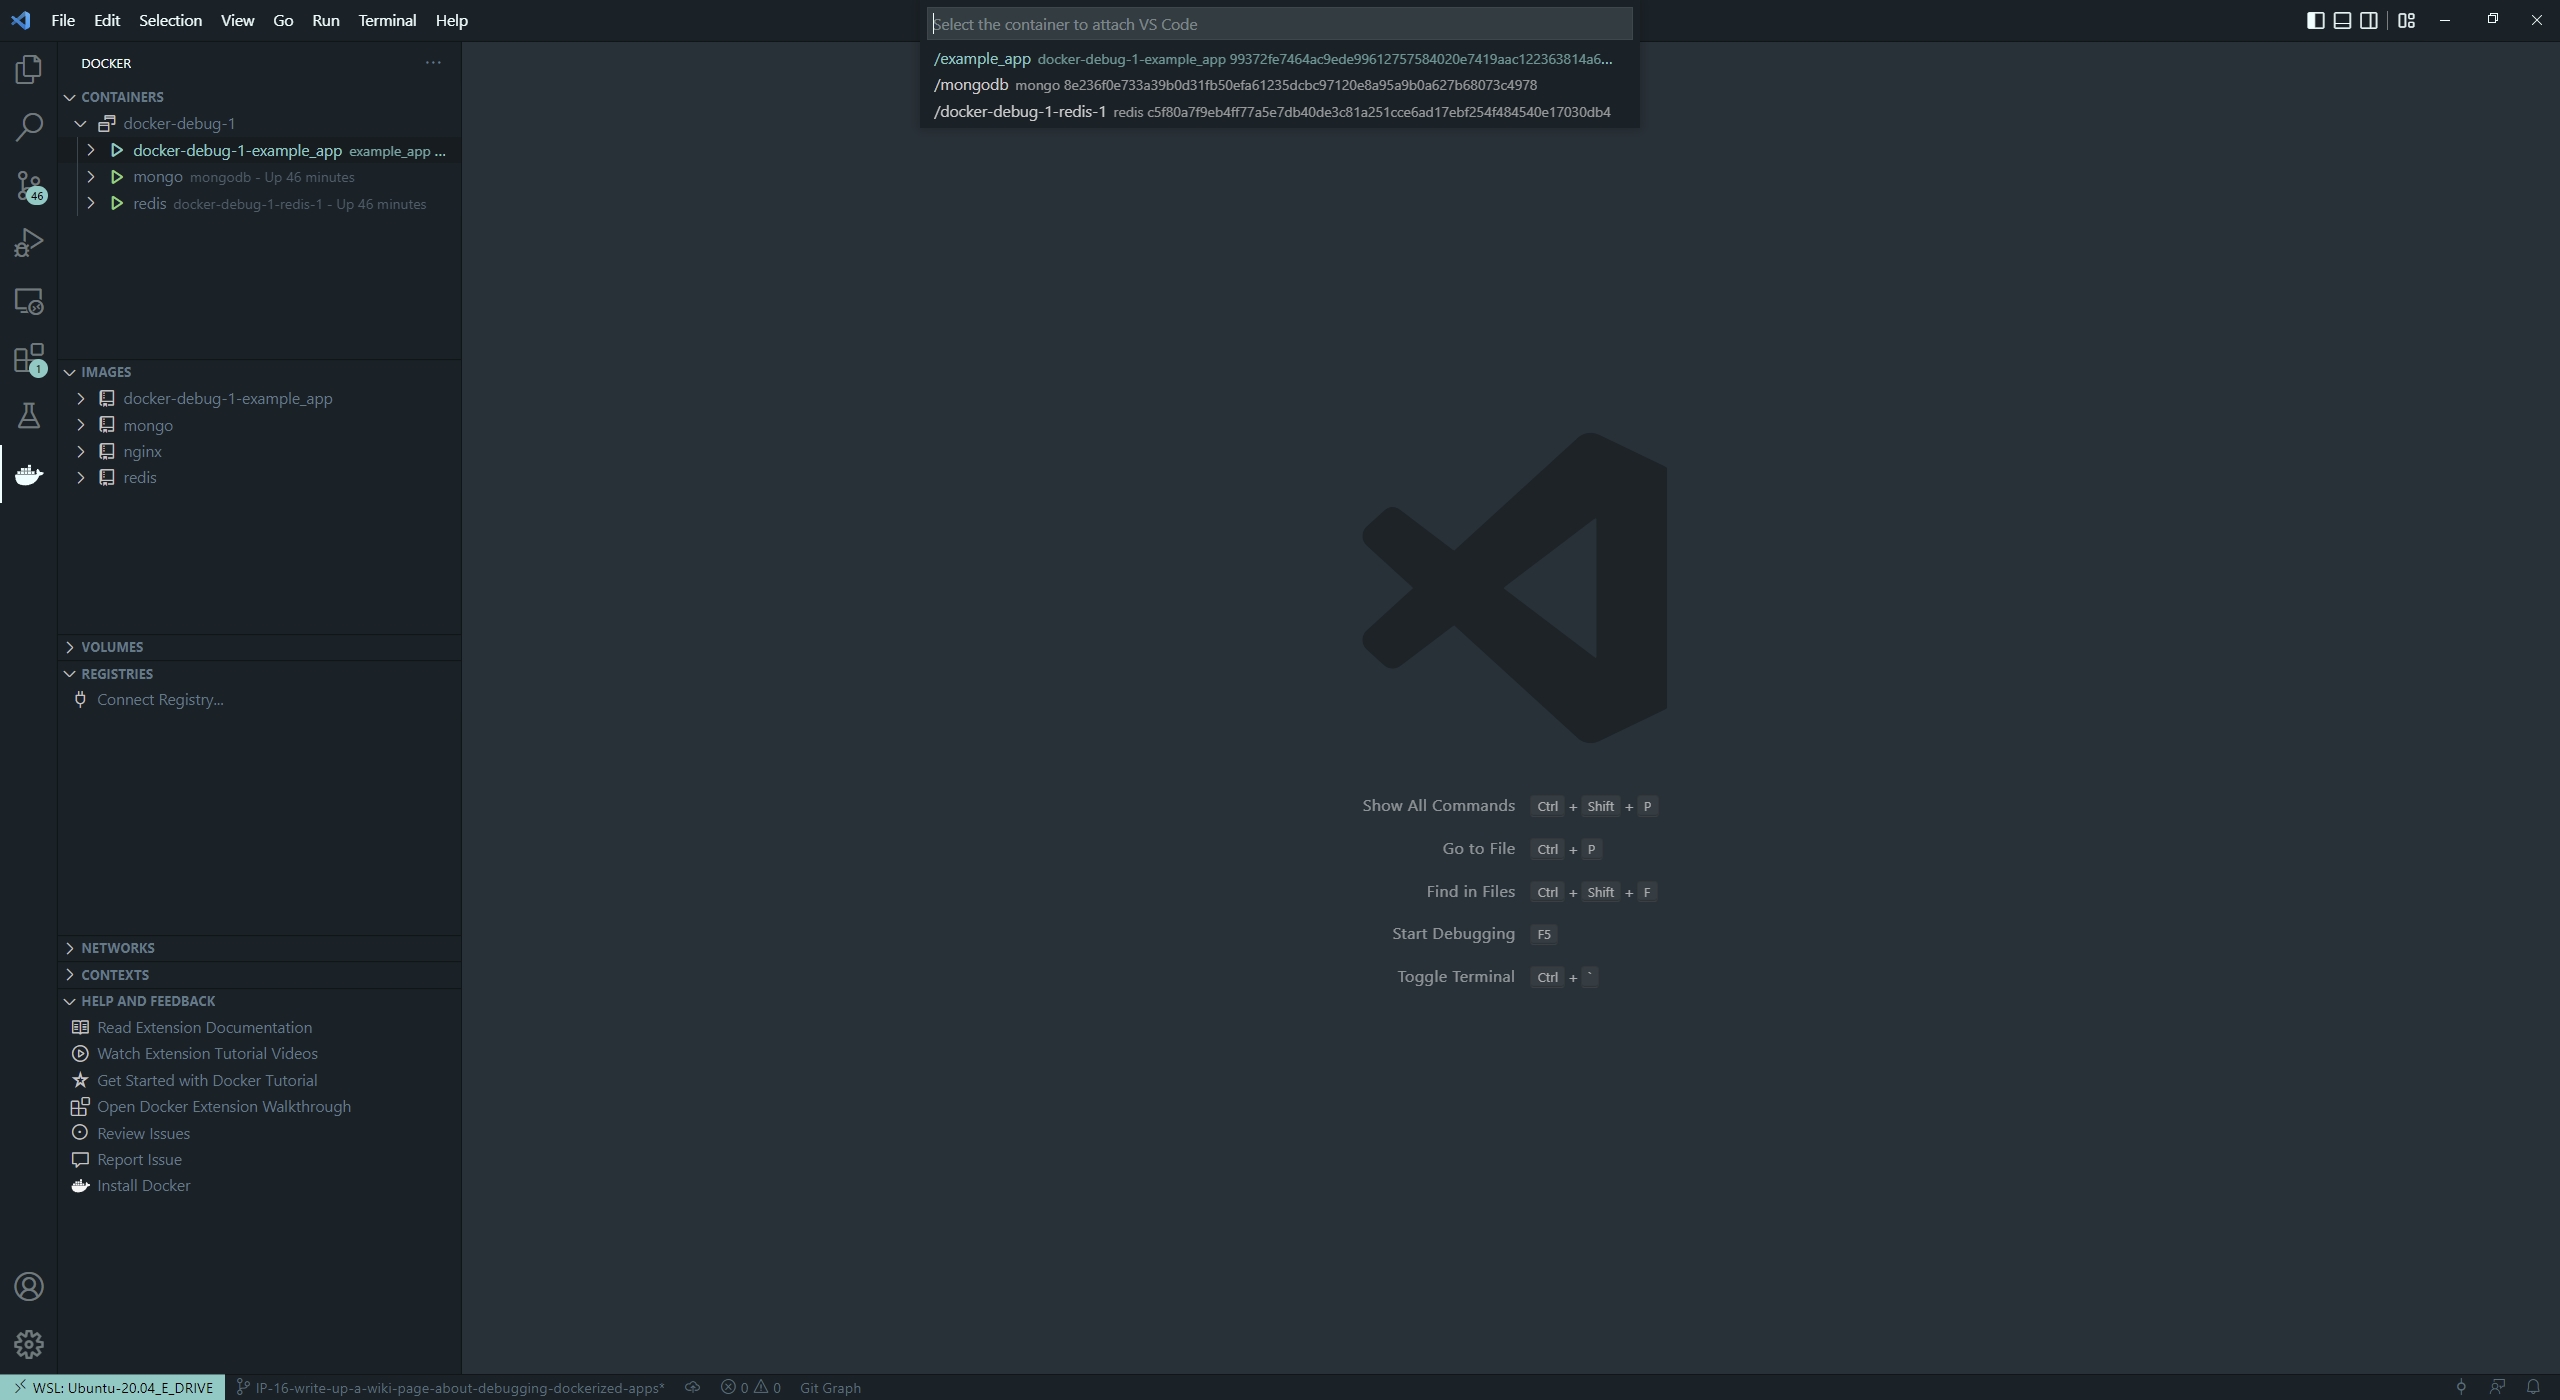 File Edit Selection View Go Run Terminal Help
Select the container to attach VS Code
/example_app docker-debug-1-example_app 99372fe7464ac9ede99612757584020e7419aac122363814a6...
/mongodb mongo 8e236f0e733a39b0d31fb50efa61235dcbc97120e8a95a9b0a627b68073c4978
/docker-debug-1-redis-1 redis c5f80a7f9eb4ff77a5e7db40de3c81a251cce6ad17ebf254f484540e17030db4
DOCKER
CONTAINERS
docker-debug-1
docker-debug-1-example_app example_app ...
mongo mongodb - Up 46 minutes
redis docker-debug-1-redis-1 - Up 46 minutes
46
1
IMAGES
docker-debug-1-example_app
mongo
nginx
redis
VOLUMES
REGISTRIES
Connect Registry...
NETWORKS
CONTEXTS
HELP AND FEEDBACK
Read Extension Documentation
Watch Extension Tutorial Videos
Get Started with Docker Tutorial
Open Docker Extension Walkthrough
Review Issues
Report Issue
Install Docker
Show All Commands Ctrl + Shift + P
Go to File Ctrl + P
Find in Files Ctrl + Shift + F
Start Debugging F5
Toggle Terminal Ctrl + `
WSL: Ubuntu-20.04_E_DRIVE IP-16-write-up-a-wiki-page-about-debugging-dockerized-apps* 0 0 Git Graph